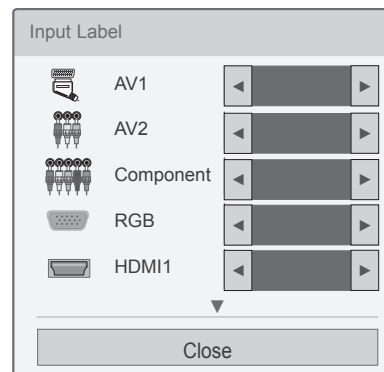 Input Label
AV1
AV2
Component
RGB
HDMI1
Close